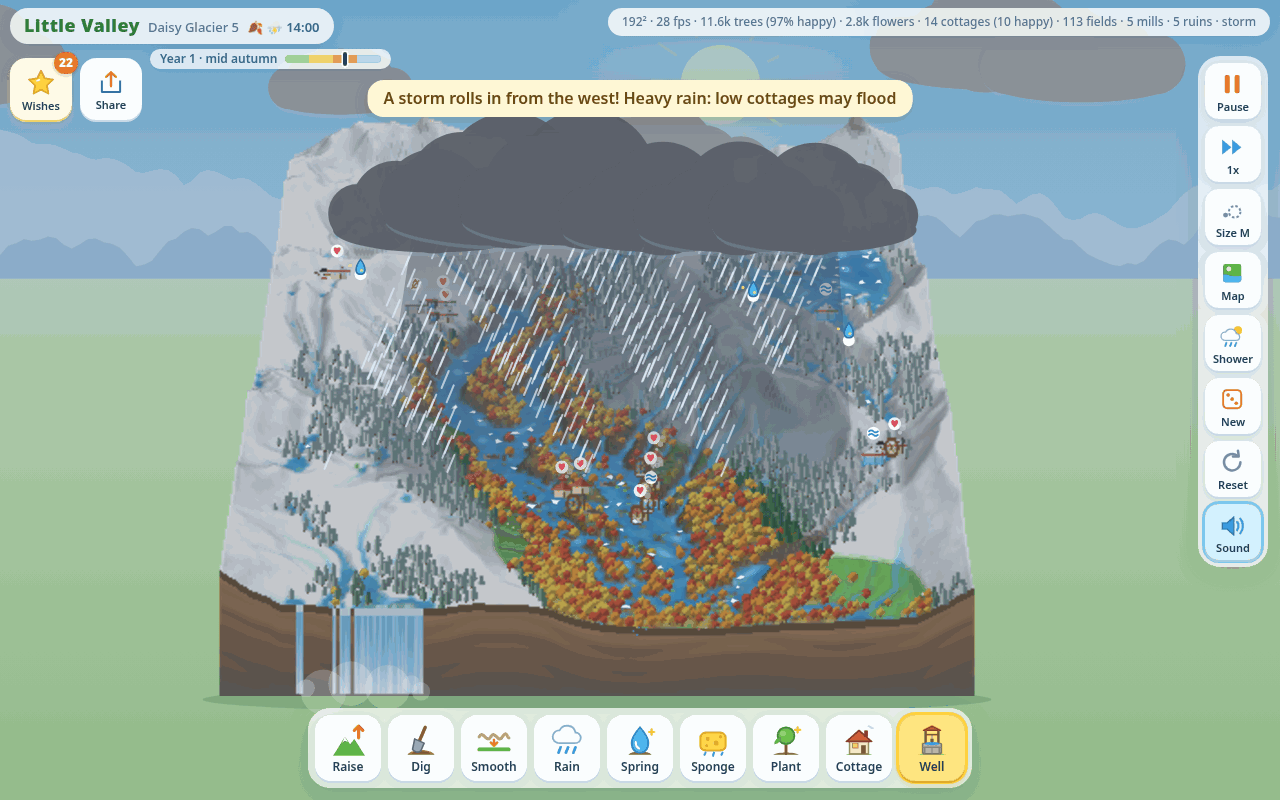 Little Valley Daisy Glacier 5 14:00
192² · 28 fps · 11.6k trees (97% happy) · 2.8k flowers · 14 cottages (10 happy) · 113 fields · 5 mills · 5 ruins · storm
Year 1 · mid autumn
22
Wishes
Share
A storm rolls in from the west! Heavy rain: low cottages may flood
Pause
1x
Size M
Map
Shower
New
Reset
Sound
Raise
Dig
Smooth
Rain
Spring
Sponge
Plant
Cottage
Well